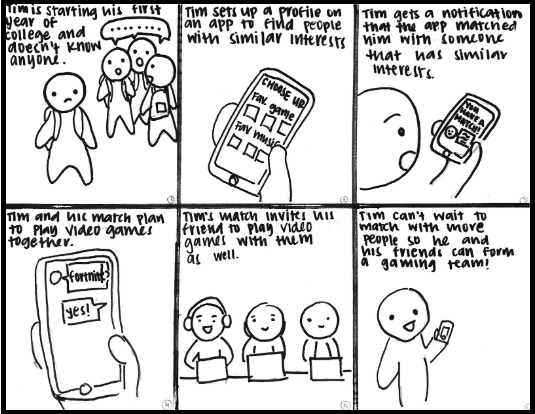 Tim is starting his first
year of
college and
doesn't know
anyone.
Tim sets up a profile on
an app to find people
with similar interests
CHOOSE UR:
Fav game
Fav music
Tim gets a notification
that the app matched
him with someone
that has similar
interests.
YOU
HAVE A
MATCH!
Tim and his match plan
to play video games
together.
fortnite?
yes!
Tim's match invites his
friend to play video
games with them
as well.
Tim can't wait to
match with more
people so he and
his friends can form
a gaming team!